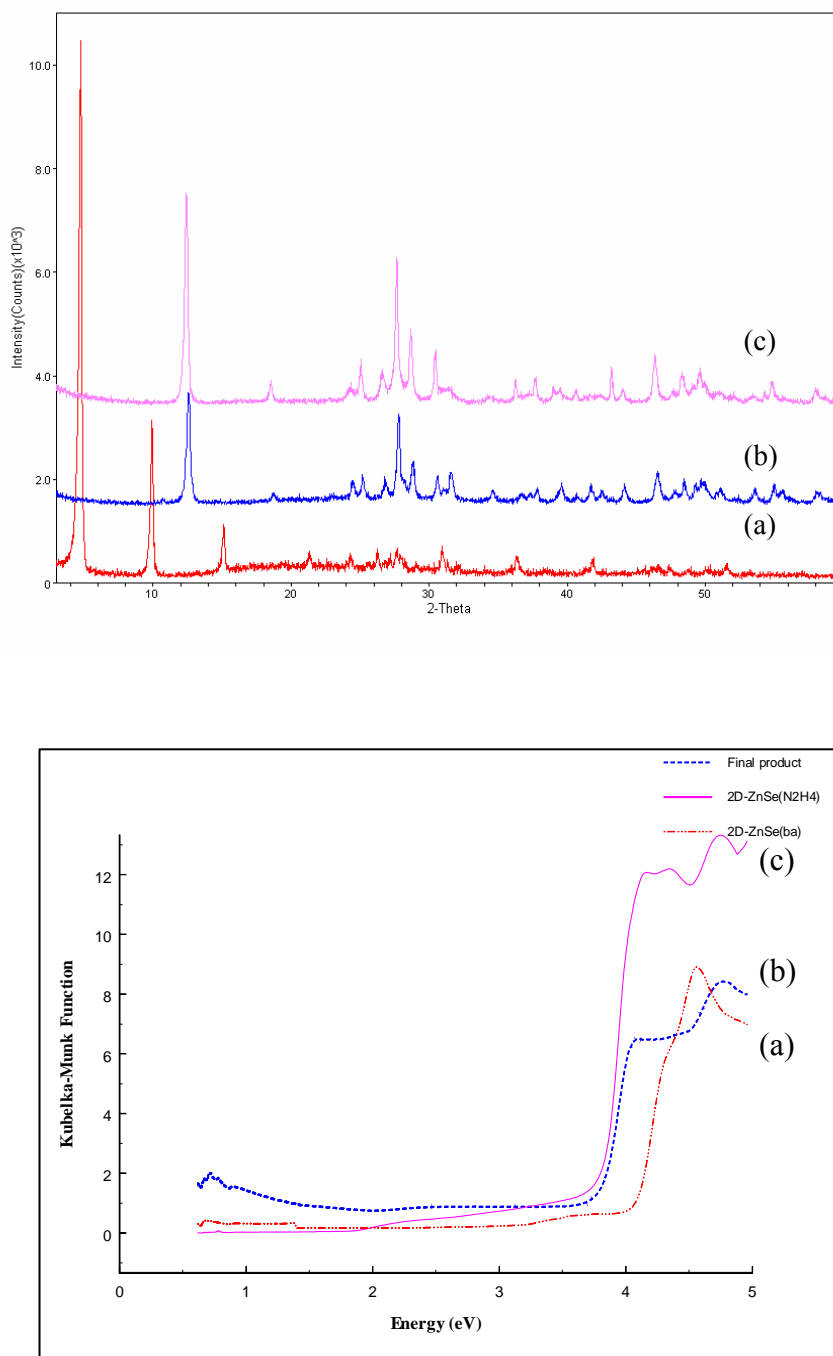 10.0
8.0
6.0
4.0
2.0
0
Intensity(Counts)(x10^3)
(c)
(b)
(a)
10 20 30 40 50
2-Theta
Final product
2D-ZnSe(N2H4)
2D-ZnSe(ba)
(c)
(b)
(a)
12
10
8
6
4
2
0
Kubelka-Munk Function
0 1 2 3 4 5
Energy (eV)